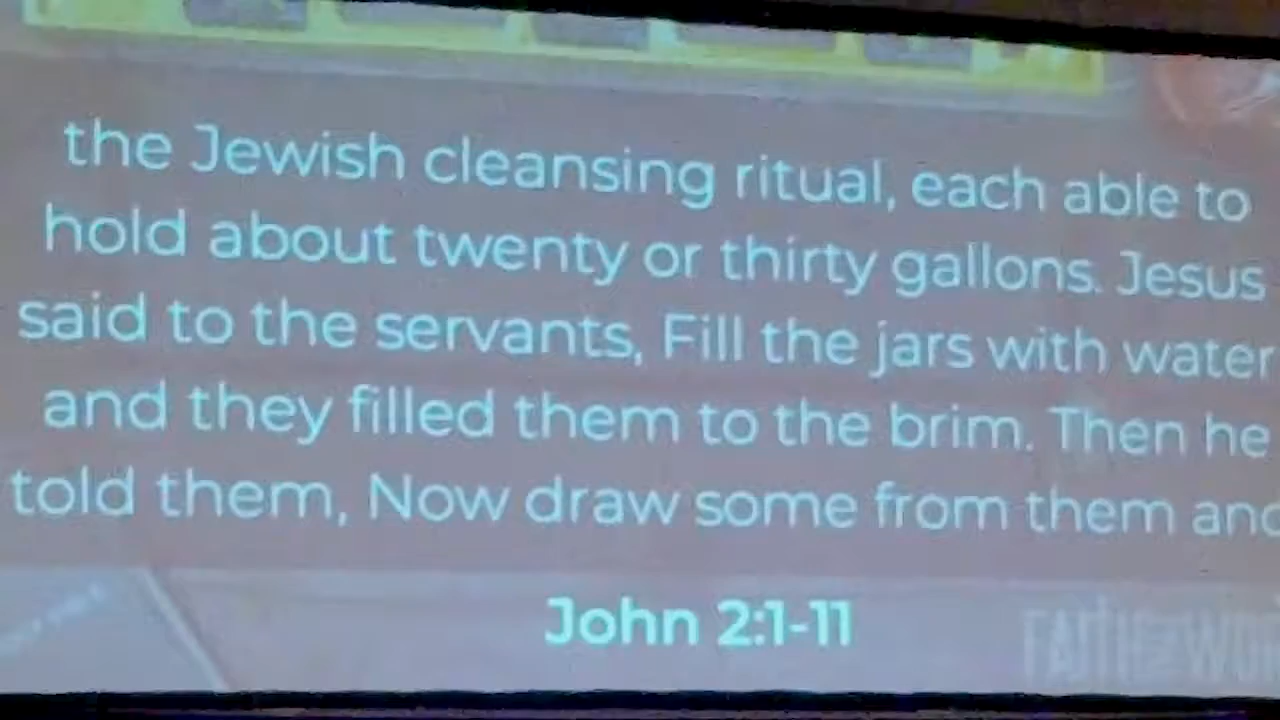 the Jewish cleansing ritual, each able to
hold about twenty or thirty gallons. Jesus
said to the servants, Fill the jars with water
and they filled them to the brim. Then he
told them, Now draw some from them and
John 2:1-11
FAITH